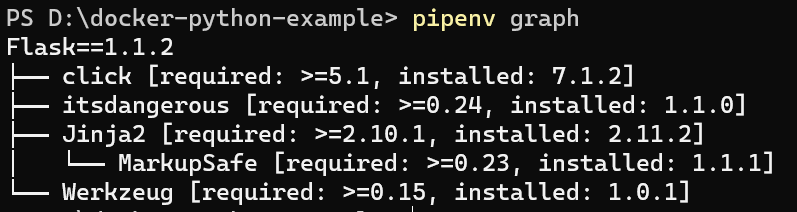 PS D:\docker-python-example> pipenv graph
Flask==1.1.2
├── click [required: >=5.1, installed: 7.1.2]
├── itsdangerous [required: >=0.24, installed: 1.1.0]
├── Jinja2 [required: >=2.10.1, installed: 2.11.2]
│   └── MarkupSafe [required: >=0.23, installed: 1.1.1]
└── Werkzeug [required: >=0.15, installed: 1.0.1]